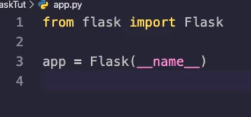 askTut > app.py
1 from flask import Flask
2
3 app = Flask(__name__)
4